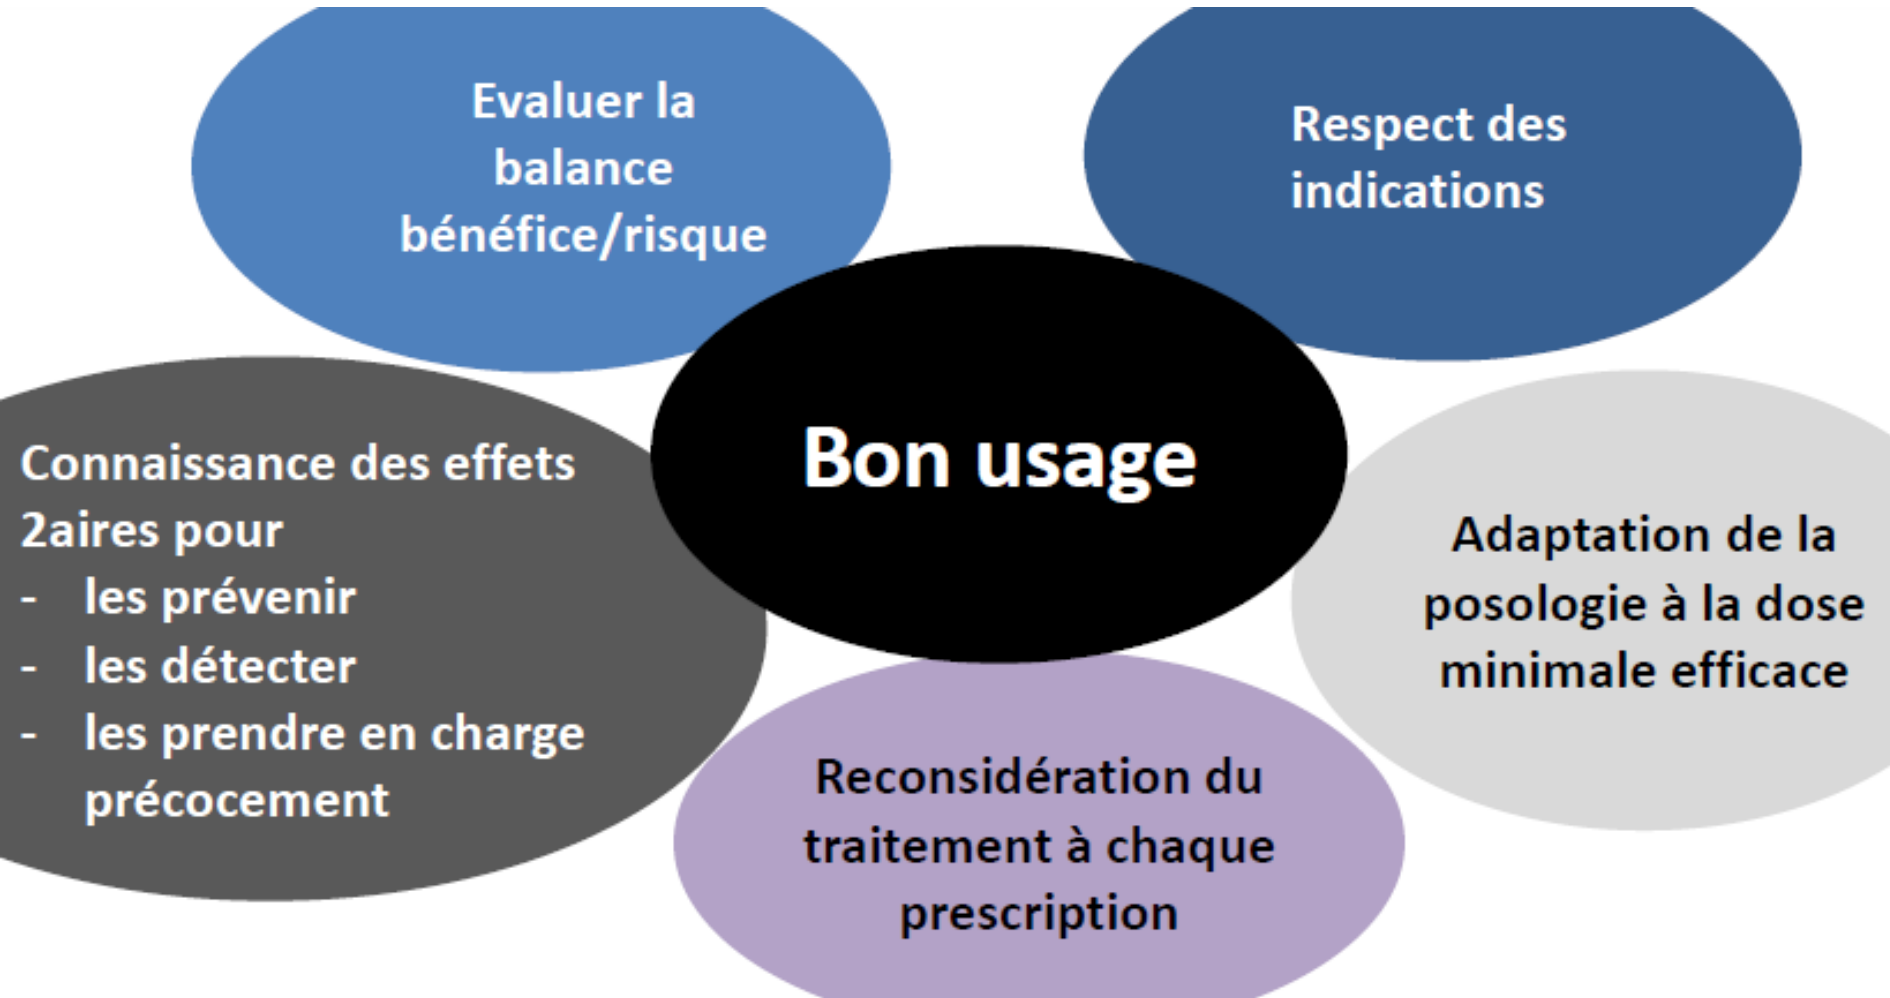 Evaluer la
balance
bénéfice/risque
Respect des
indications
Bon usage
Connaissance des effets
2aires pour
- les prévenir
- les détecter
- les prendre en charge
précocement
Adaptation de la
posologie à la dose
minimale efficace
Reconsidération du
traitement à chaque
prescription